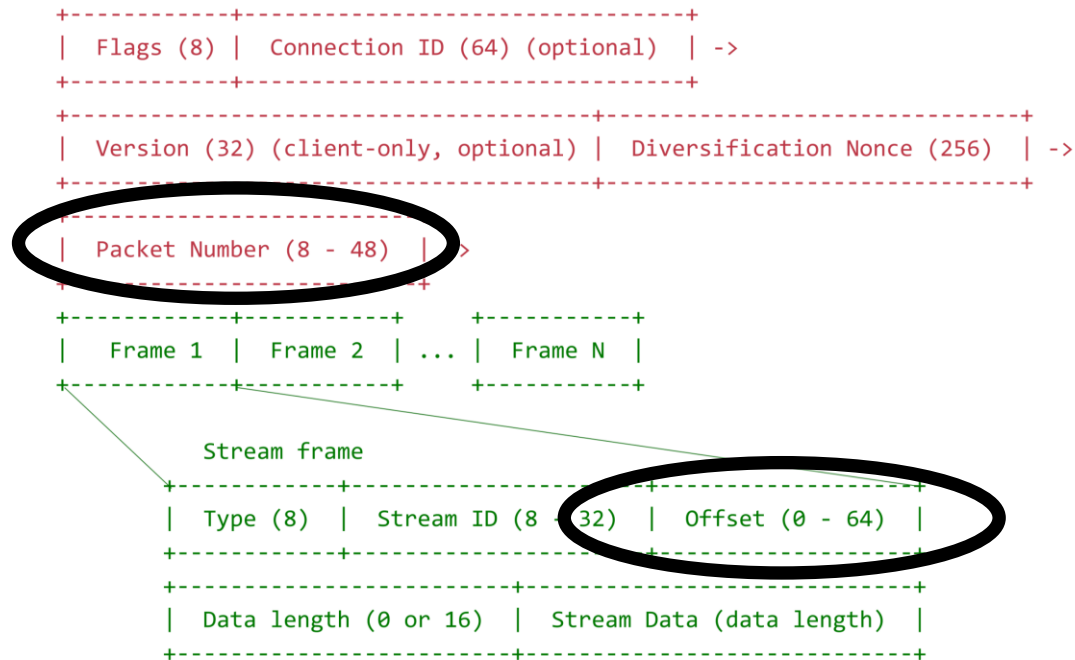 | Flags (8) | Connection ID (64) (optional) | ->
| Version (32) (client-only, optional) | Diversification Nonce (256) | ->
| Packet Number (8 - 48) | >
| Frame 1 | Frame 2 | ... | Frame N |
Stream frame
| Type (8) | Stream ID (8 - 32) | Offset (0 - 64) |
| Data length (0 or 16) | Stream Data (data length) |